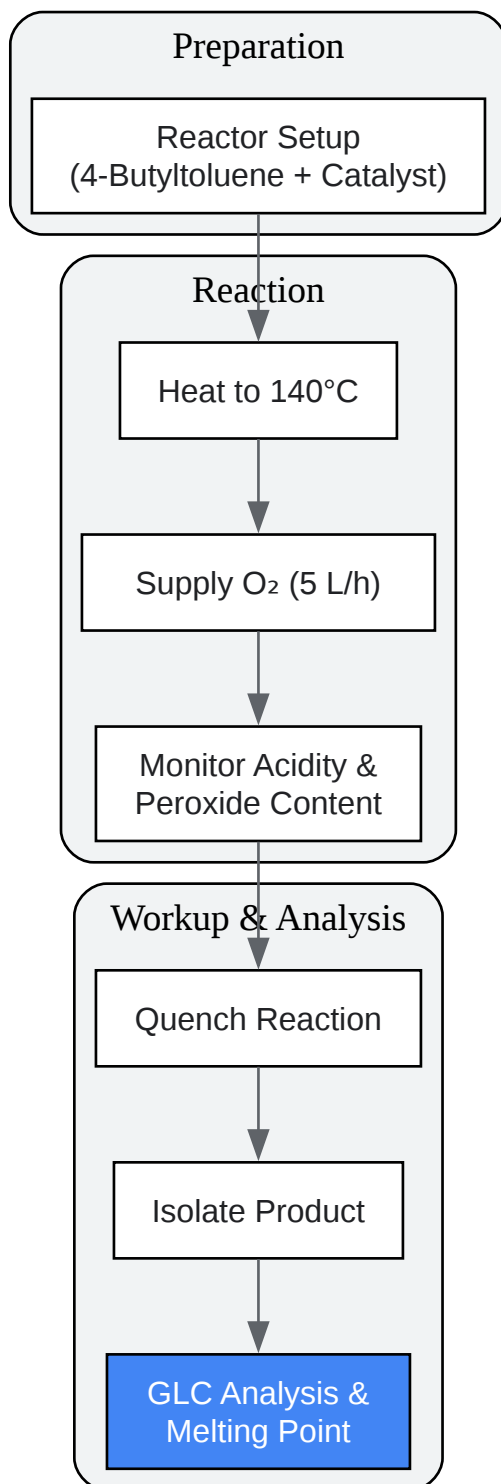 Preparation
Reactor Setup
(4-Butyltoluene + Catalyst)
Reaction
Heat to 140°C
Supply O₂ (5 L/h)
Monitor Acidity &
Peroxide Content
Workup & Analysis
Quench Reaction
Isolate Product
GLC Analysis &
Melting Point